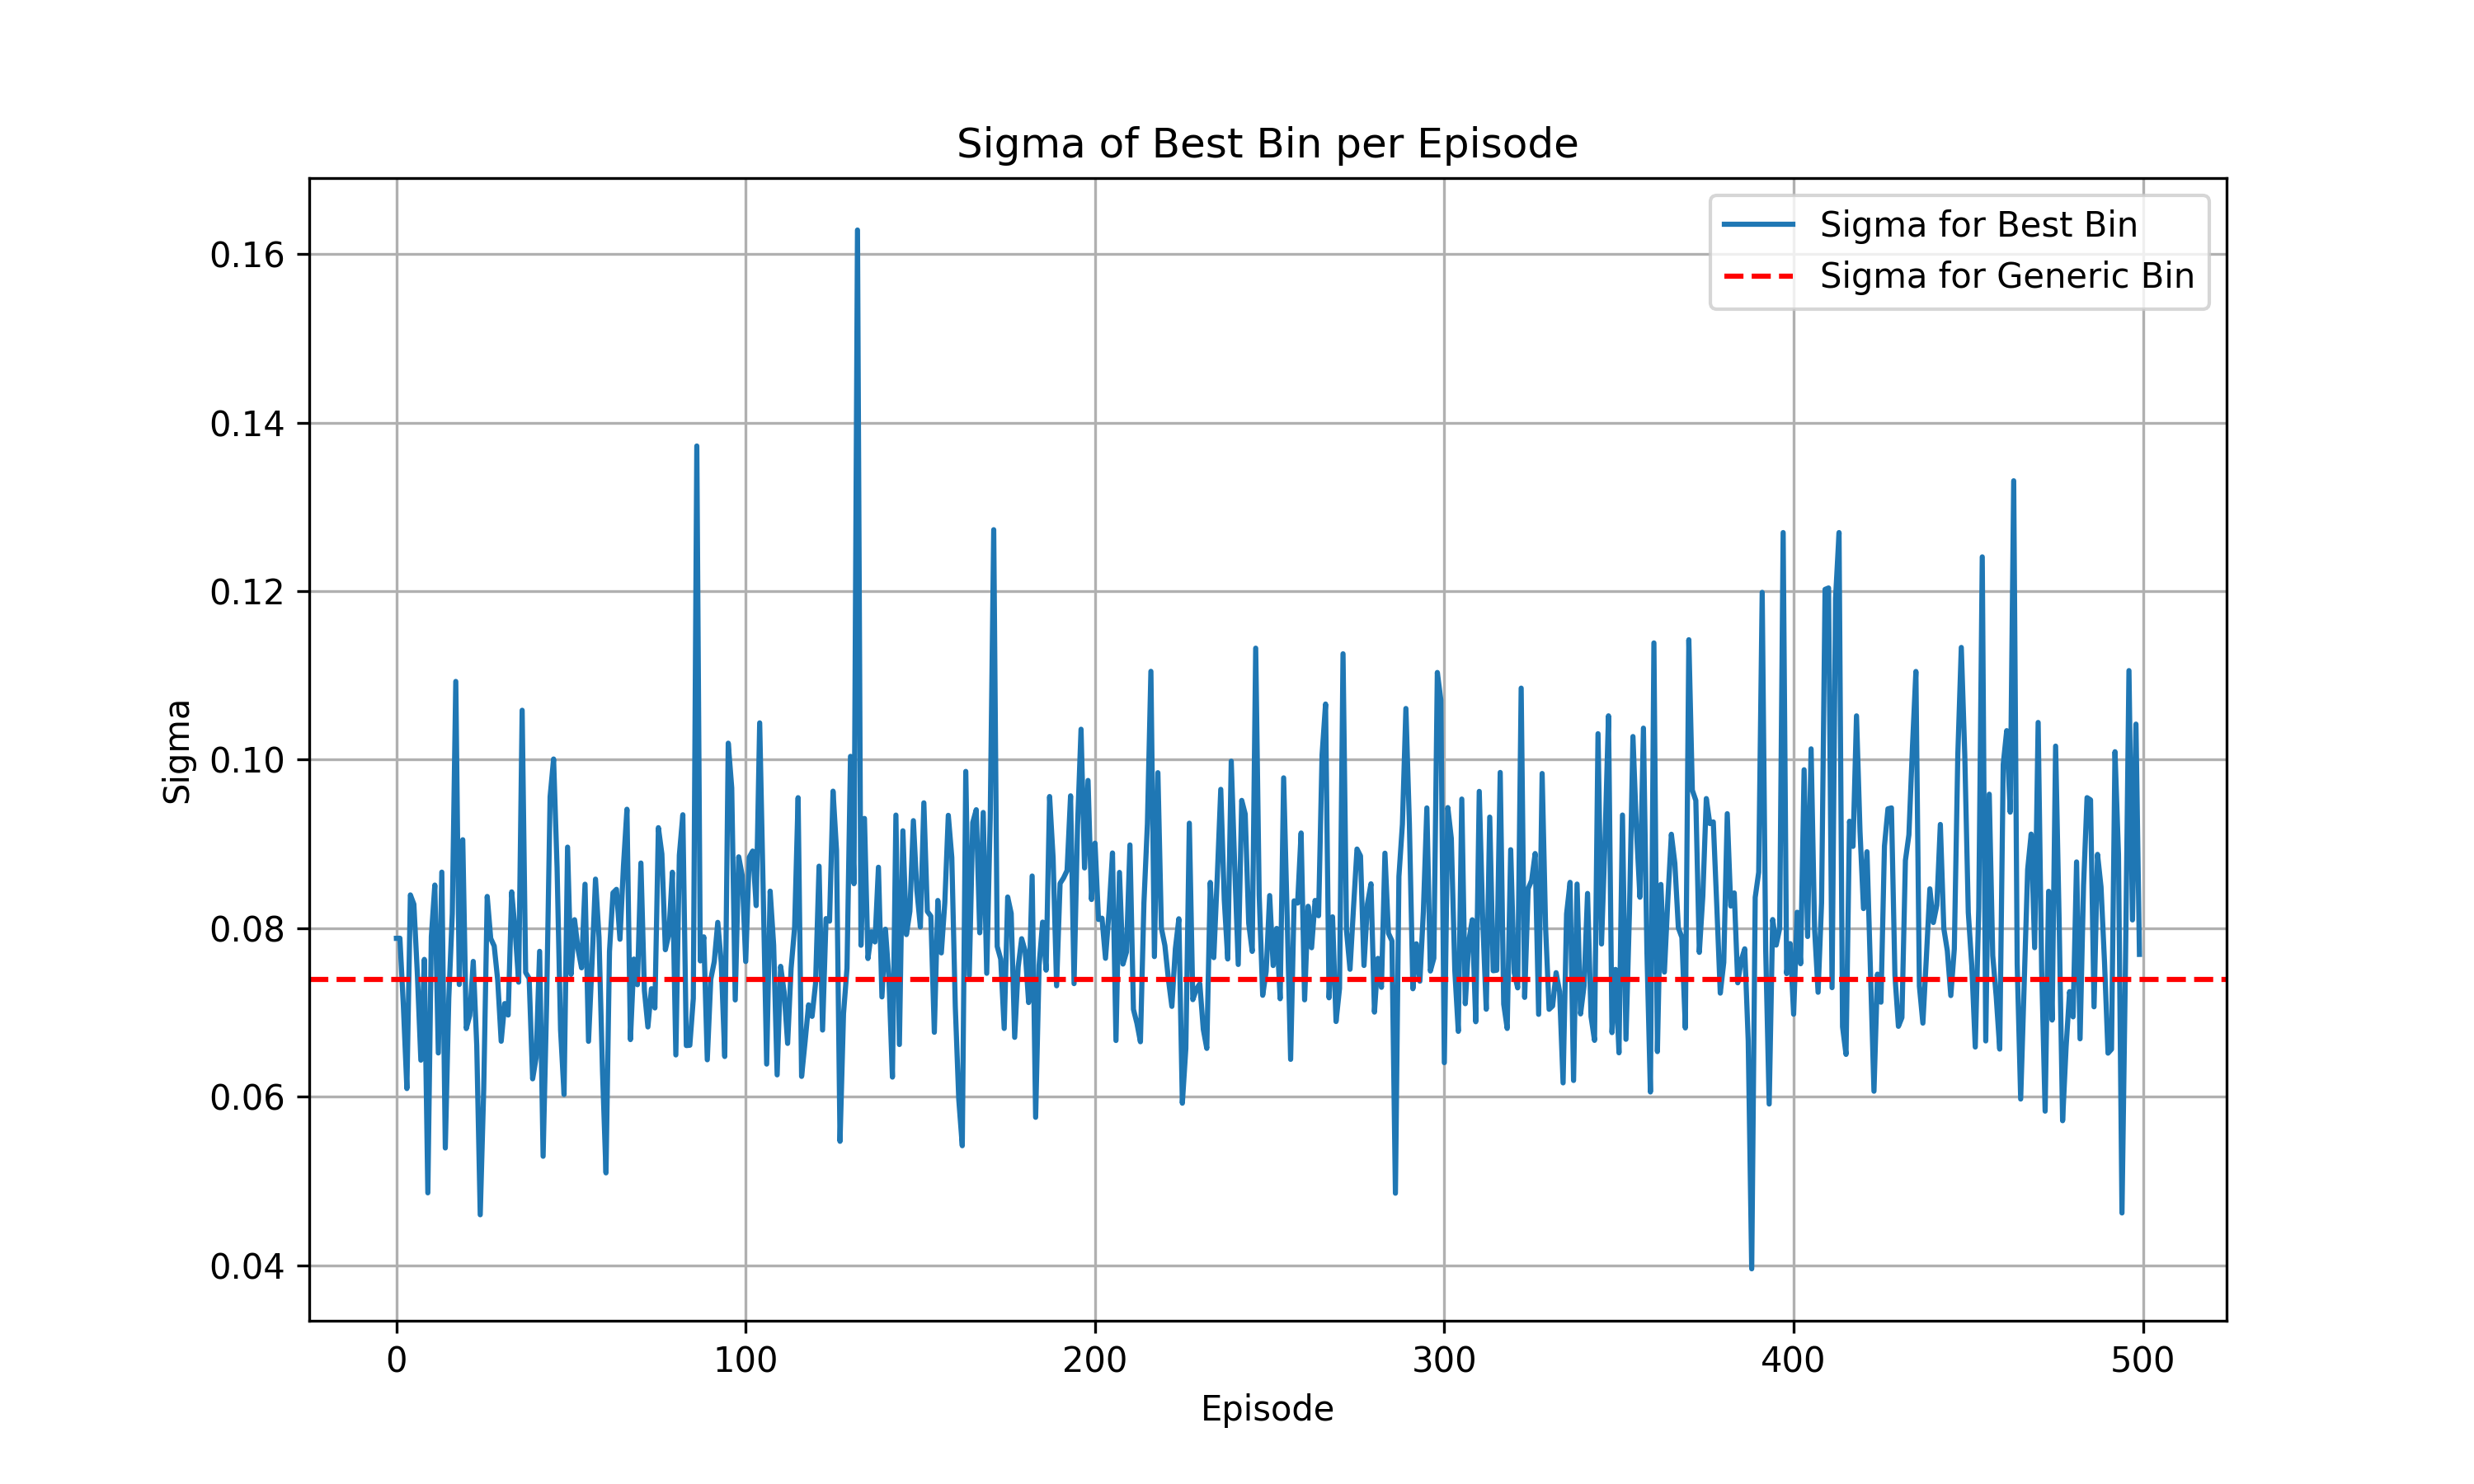 Sigma of Best Bin per Episode
Sigma for Best Bin
Sigma for Generic Bin
0.16
0.14
0.12
0.10
0.08
0.06
0.04
Sigma
0 100 200 300 400 500
Episode